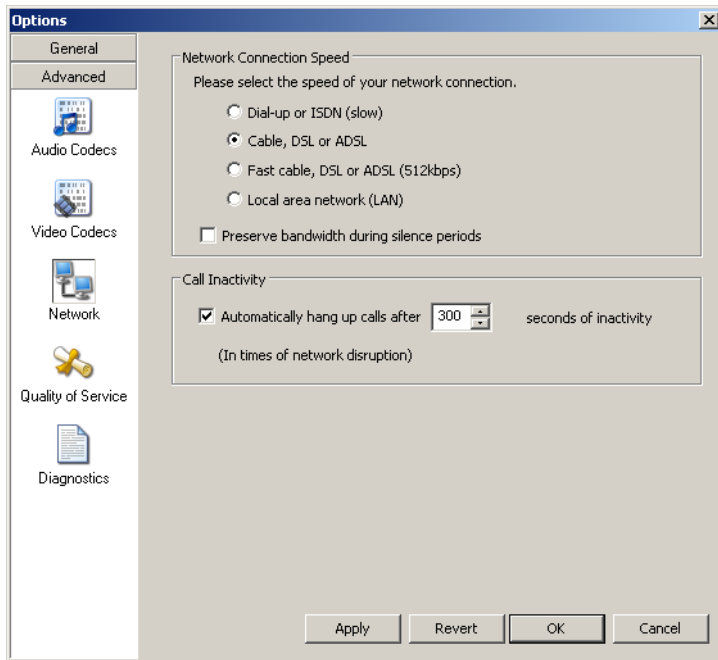 Options
General
Advanced
Audio Codecs
Video Codecs
Network
Quality of Service
Diagnostics
Network Connection Speed
Please select the speed of your network connection.
Dial-up or ISDN (slow)
Cable, DSL or ADSL
Fast cable, DSL or ADSL (512kbps)
Local area network (LAN)
Preserve bandwidth during silence periods
Call Inactivity
Automatically hang up calls after 300 seconds of inactivity
(In times of network disruption)
Apply Revert OK Cancel